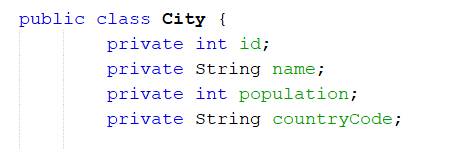 public class City {
private int id;
private String name;
private int population;
private String countryCode;